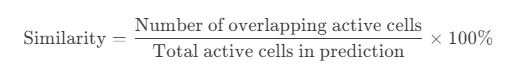 Similarity = Number of overlapping active cells / Total active cells in prediction × 100%